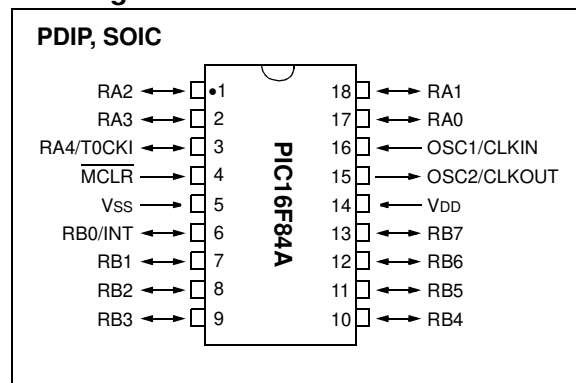 PDIP, SOIC
RA2 •1 18 RA1
RA3 2 17 RA0
RA4/T0CKI 3 16 OSC1/CLKIN
MCLR 4 15 OSC2/CLKOUT
VSS 5 14 VDD
RB0/INT 6 13 RB7
RB1 7 12 RB6
RB2 8 11 RB5
RB3 9 10 RB4
PIC16F84A